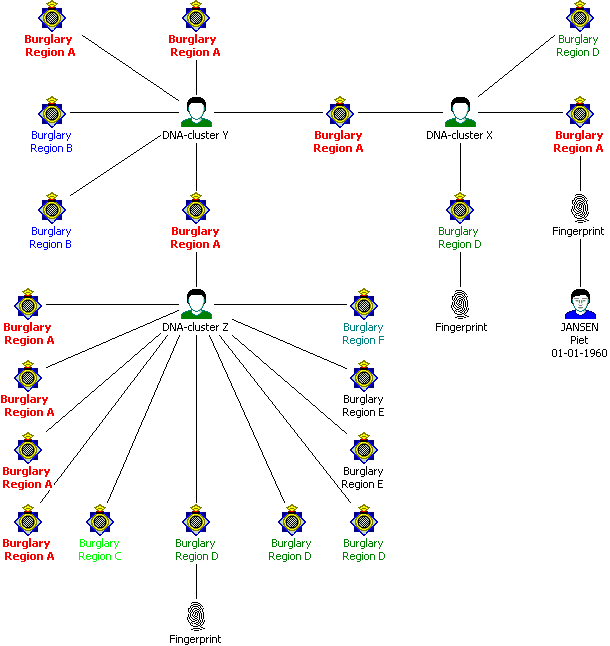 Burglary
Region A
Burglary
Region A
Burglary
Region D
Burglary
Region B
DNA-cluster Y
Burglary
Region A
DNA-cluster X
Burglary
Region A
Burglary
Region B
Burglary
Region A
Burglary
Region D
Fingerprint
Burglary
Region A
DNA-cluster Z
Burglary
Region F
Fingerprint
JANSEN
Piet
01-01-1960
Burglary
Region A
Burglary
Region E
Burglary
Region A
Burglary
Region E
Burglary
Region A
Burglary
Region C
Burglary
Region D
Burglary
Region D
Burglary
Region D
Fingerprint